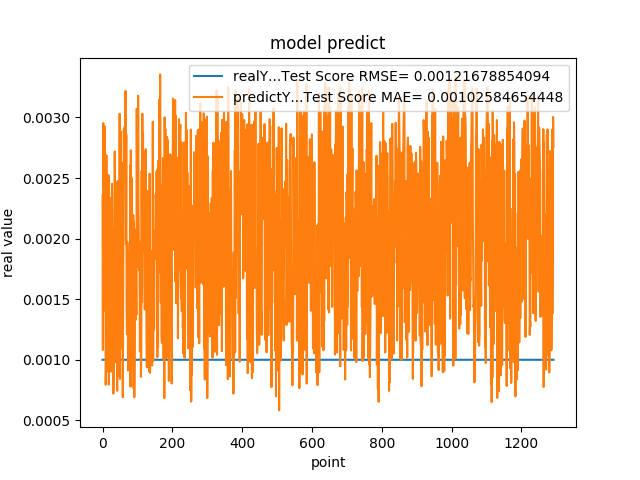 model predict
realY...Test Score RMSE= 0.00121678854094
predictY...Test Score MAE= 0.00102584654448
0.0030
0.0025
0.0020
0.0015
0.0010
0.0005
real value
0 200 400 600 800 1000 1200
point